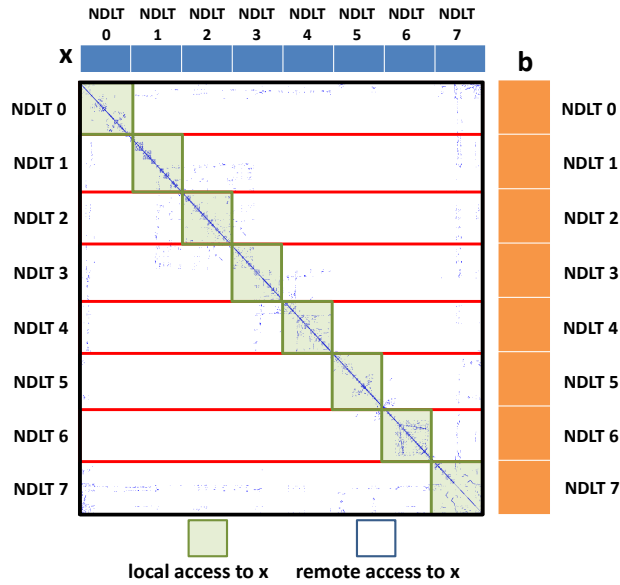 NDLT NDLT NDLT NDLT NDLT NDLT NDLT NDLT
0 1 2 3 4 5 6 7
x
b
NDLT 0 NDLT 0
NDLT 1 NDLT 1
NDLT 2 NDLT 2
NDLT 3 NDLT 3
NDLT 4 NDLT 4
NDLT 5 NDLT 5
NDLT 6 NDLT 6
NDLT 7 NDLT 7
local access to x remote access to x